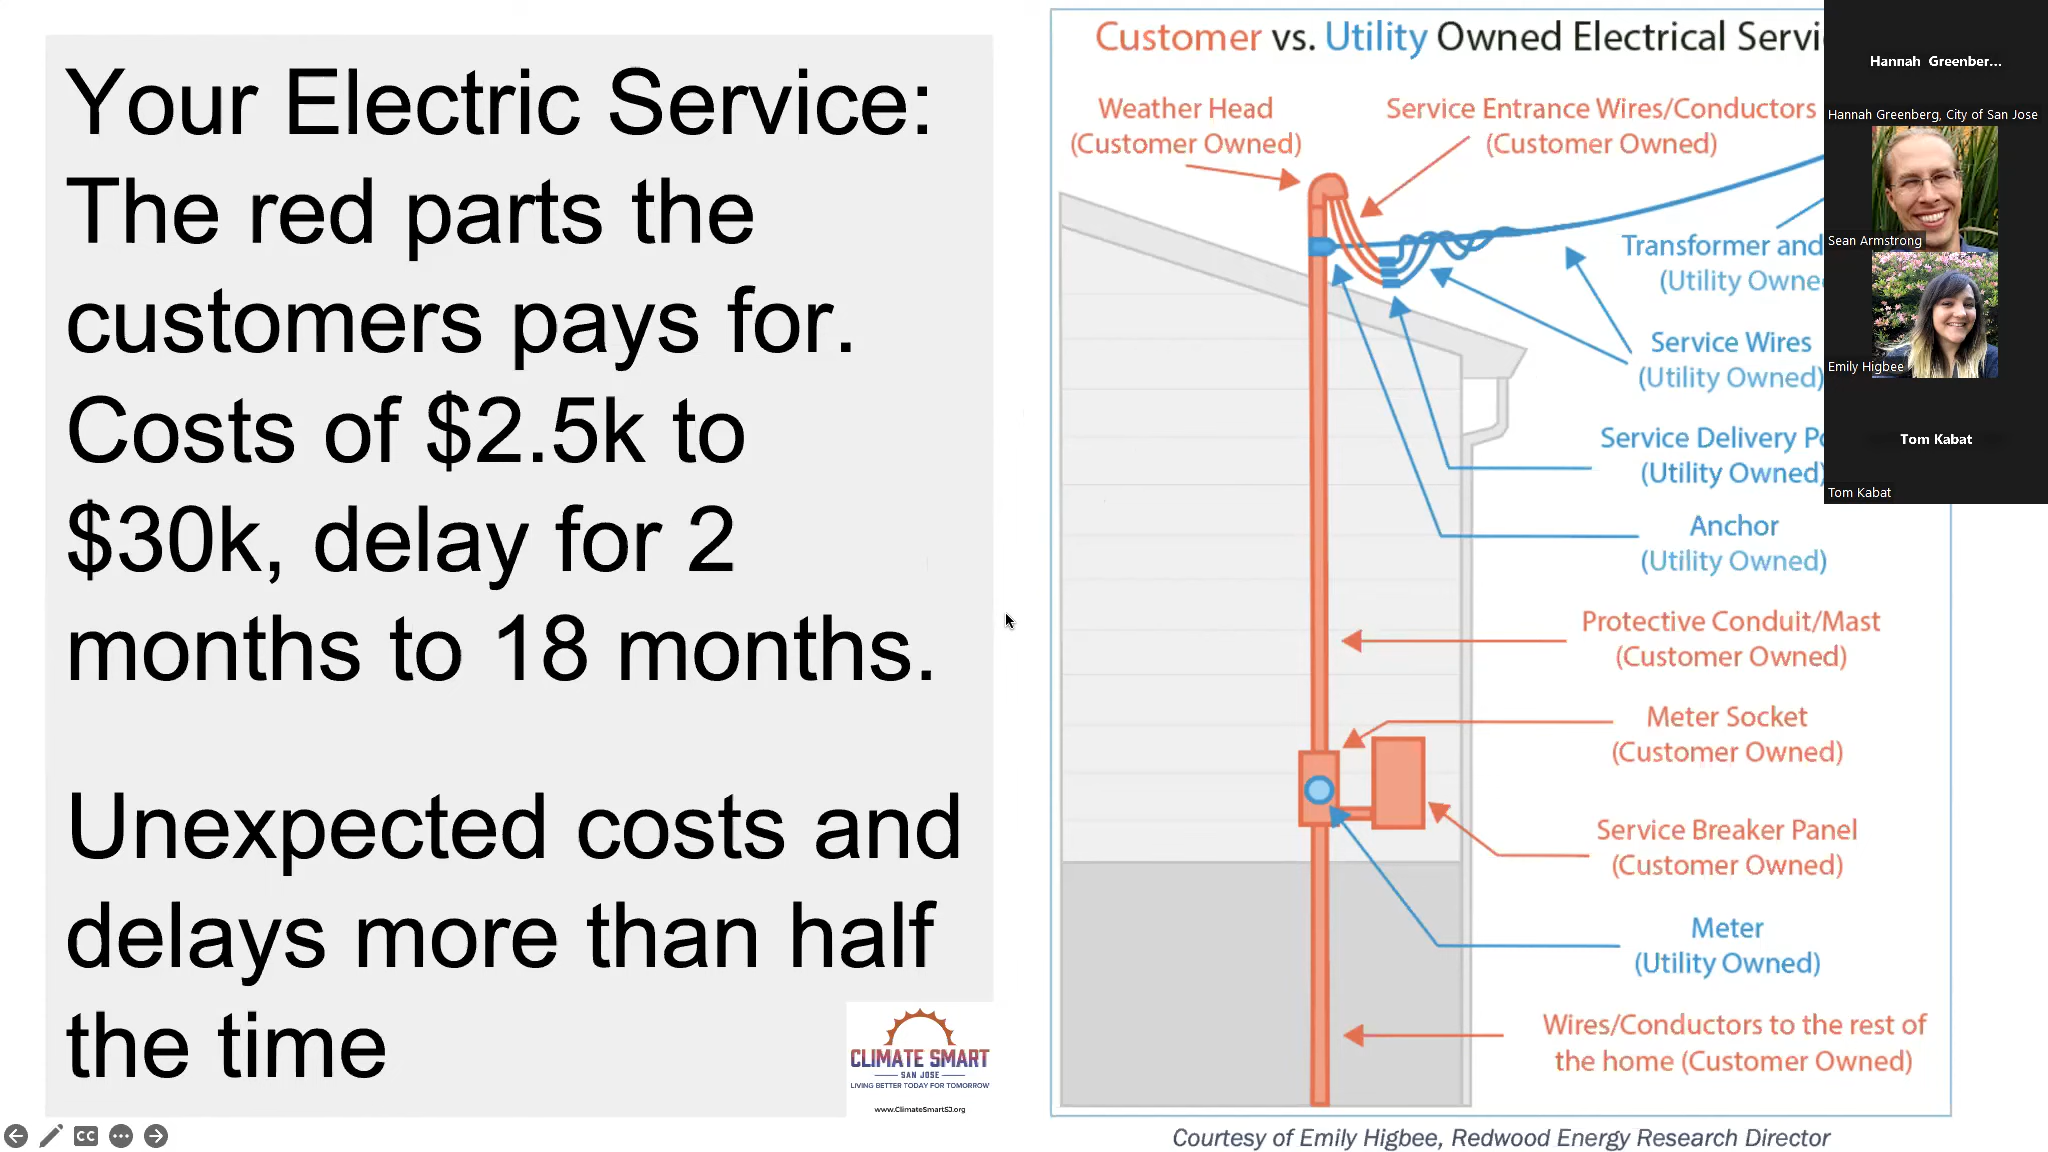 Your Electric Service:
The red parts the
customers pays for.
Costs of $2.5k to
$30k, delay for 2
months to 18 months.
Unexpected costs and
delays more than half
the time
CLIMATE SMART
SAN JOSE
LIVING BETTER TODAY FOR TOMORROW
www.ClimateSmartSJ.org
CC
Customer vs. Utility Owned Electrical Servi
Weather Head
(Customer Owned)
Service Entrance Wires/Conductors
(Customer Owned)
Transformer and
(Utility Owne
Service Wires
(Utility Owned)
Service Delivery Po
(Utility Owned)
Anchor
(Utility Owned)
Protective Conduit/Mast
(Customer Owned)
Meter Socket
(Customer Owned)
Service Breaker Panel
(Customer Owned)
Meter
(Utility Owned)
Wires/Conductors to the rest of
the home (Customer Owned)
Courtesy of Emily Higbee, Redwood Energy Research Director
Hannah Greenber...
Hannah Greenberg, City of San Jose
Sean Armstrong
Emily Higbee
Tom Kabat
Tom Kabat